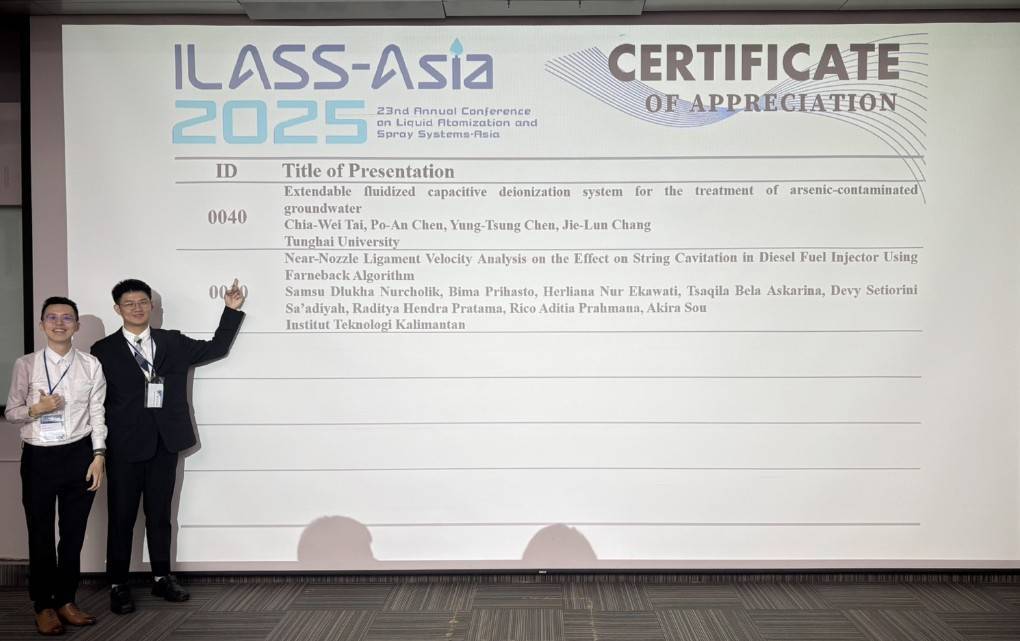 ILASS-Asia
2025
23nd Annual Conference
on Liquid Atomization and
Spray Systems-Asia
CERTIFICATE
OF APPRECIATION
ID Title of Presentation
0040
Extendable fluidized capacitive deionization system for the treatment of arsenic-contaminated
groundwater
Chia-Wei Tai, Po-An Chen, Yung-Tsung Chen, Jie-Lun Chang
Tunghai University
Near-Nozzle Ligament Velocity Analysis on the Effect on String Cavitation in Diesel Fuel Injector Using
Farneback Algorithm
Samsu Dlukha Nurcholik, Bima Prihasto, Herliana Nur Ekawati, Tsaqila Bela Askarina, Devy Setiorini
Sa'adiyah, Raditya Hendra Pratama, Rico Aditia Prahmana, Akira Sou
Institut Teknologi Kalimantan